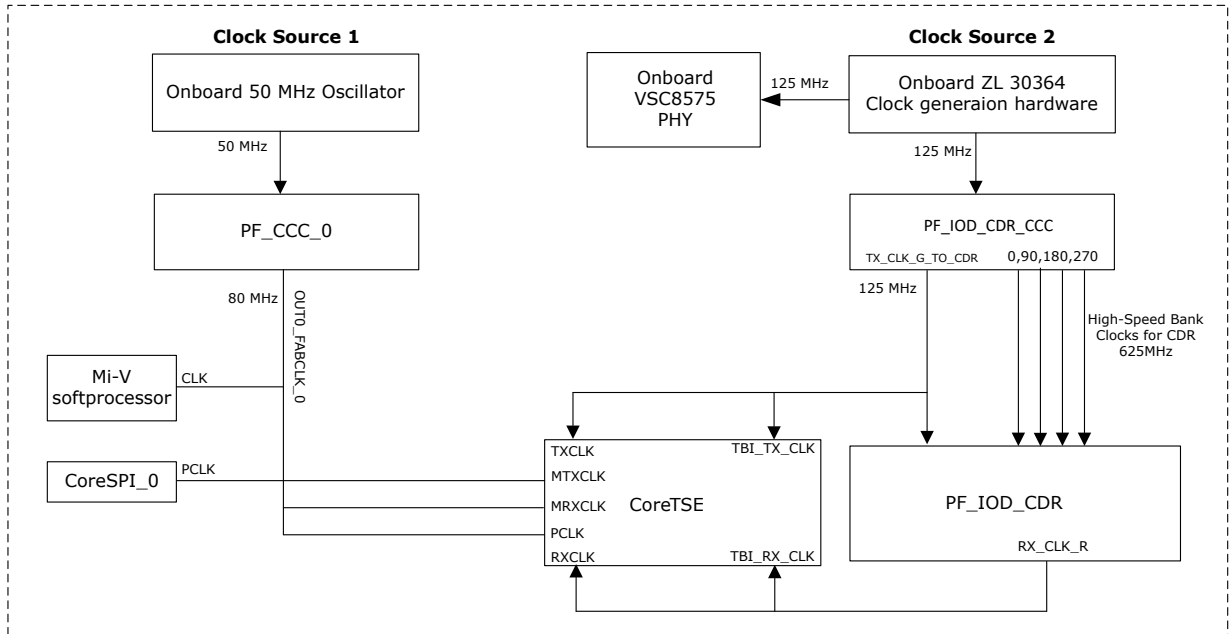 Clock Source 1
Clock Source 2
Onboard 50 MHz Oscillator
Onboard
VSC8575
PHY
125 MHz
Onboard ZL 30364
Clock generaion hardware
50 MHz
125 MHz
PF_CCC_0
PF_IOD_CDR_CCC
TX_CLK_G_TO_CDR
0,90,180,270
80 MHz
OUT0_FABCLK_0
125 MHz
High-Speed Bank
Clocks for CDR
625MHz
Mi-V
softprocessor
CLK
CoreSPI_0
PCLK
TXCLK
TBI_TX_CLK
MTXCLK
MRXCLK
CoreTSE
PCLK
RXCLK
TBI_RX_CLK
PF_IOD_CDR
RX_CLK_R